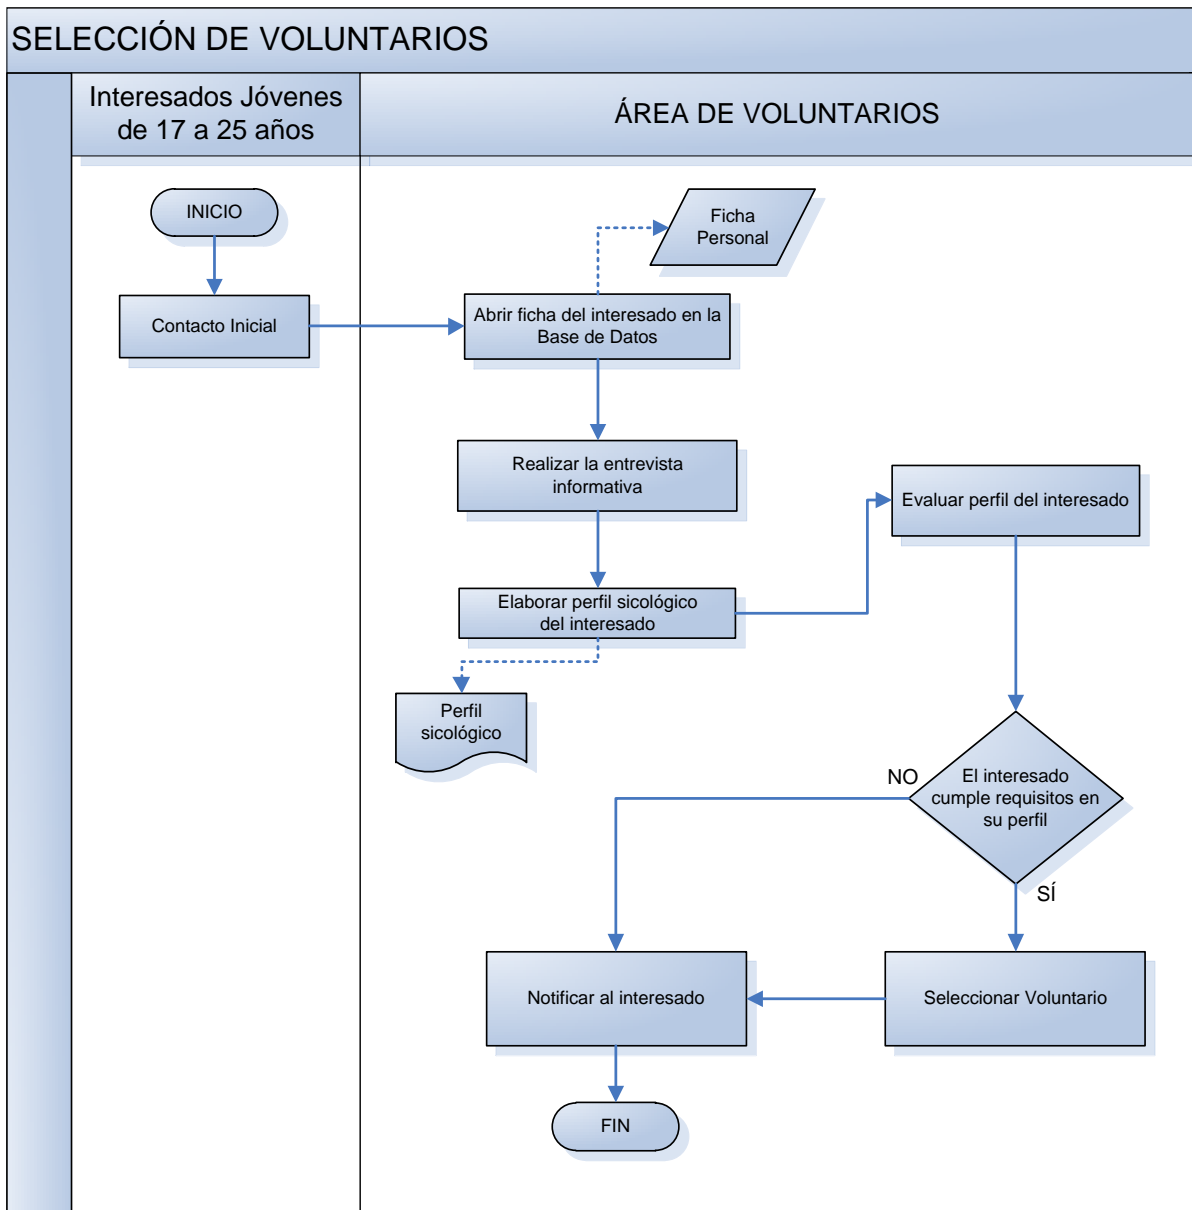 SELECCIÓN DE VOLUNTARIOS
Interesados Jóvenes
de 17 a 25 años
ÁREA DE VOLUNTARIOS
INICIO
Ficha
Personal
Contacto Inicial
Abrir ficha del interesado en la
Base de Datos
Realizar la entrevista
informativa
Evaluar perfil del interesado
Elaborar perfil sicológico
del interesado
Perfil
sicológico
NO
El interesado
cumple requisitos en
su perfil
SÍ
Notificar al interesado
Seleccionar Voluntario
FIN